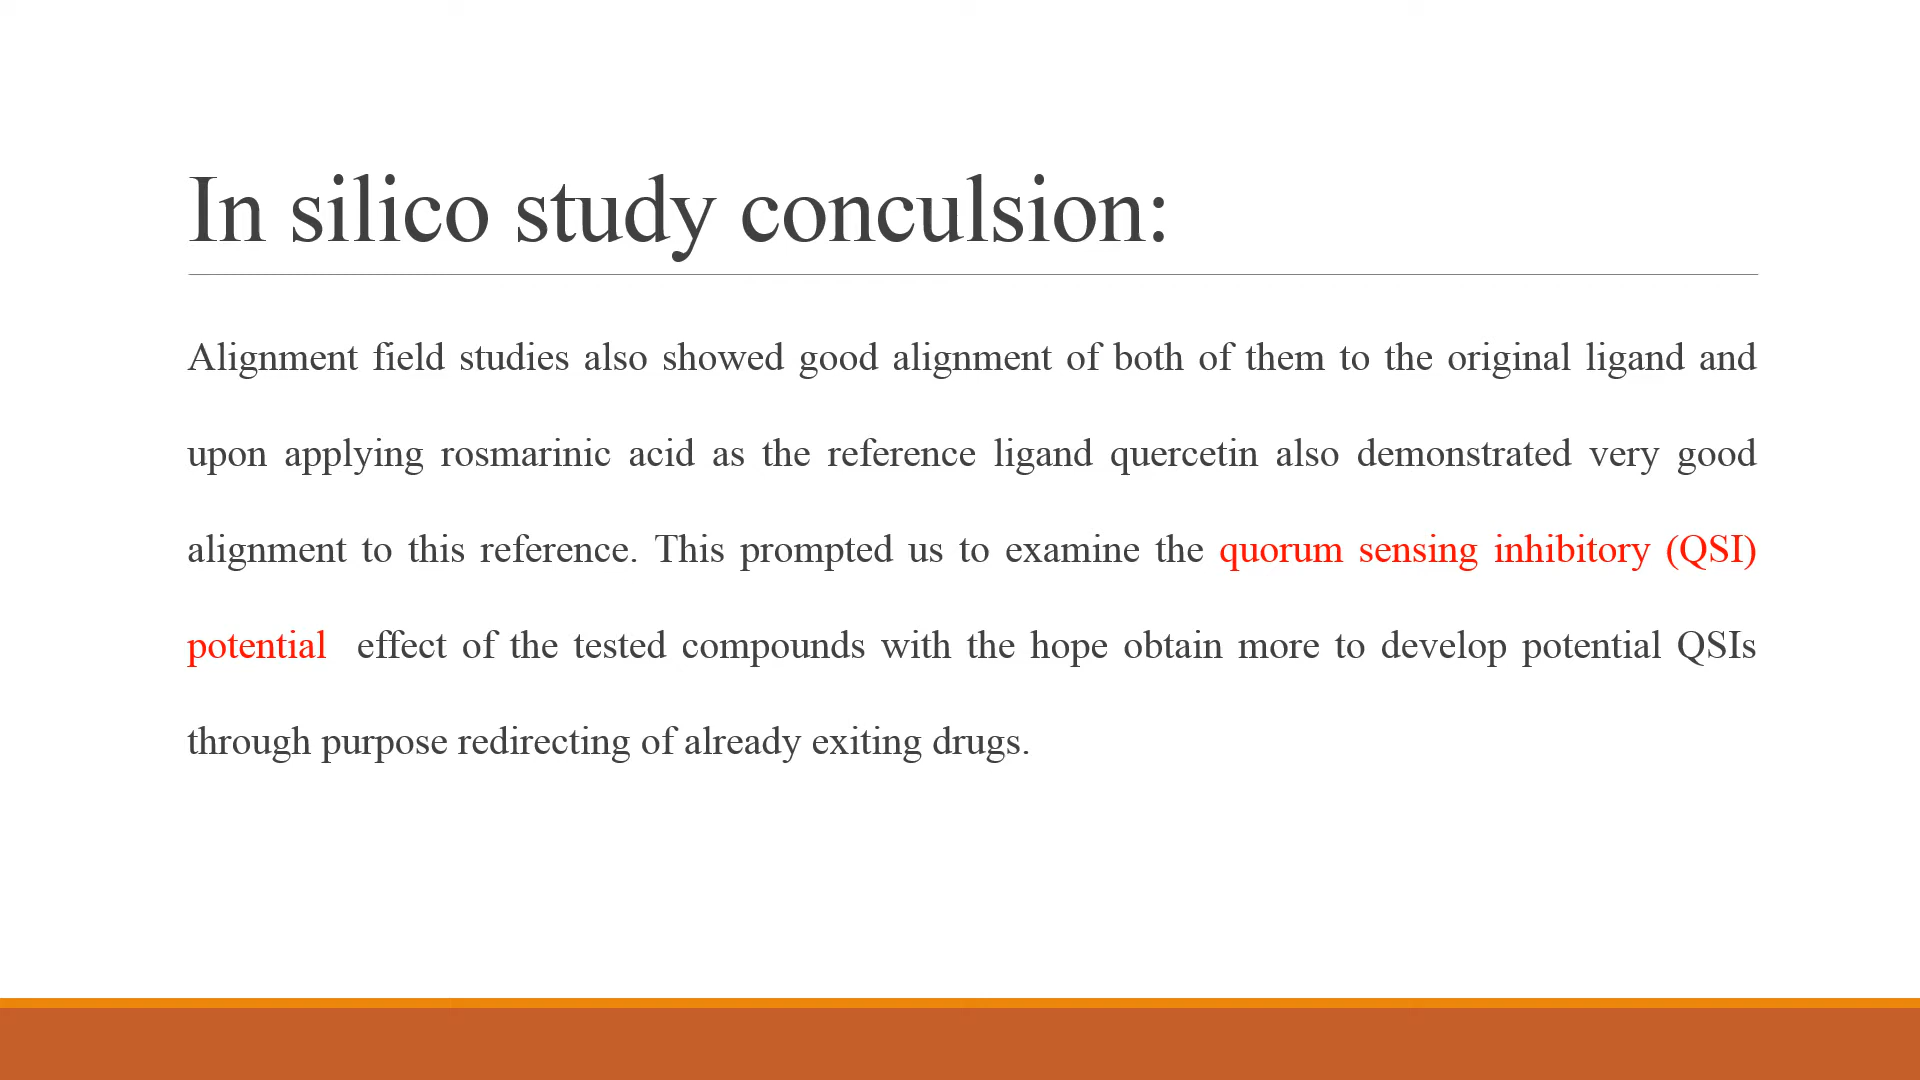 In silico study conculsion:
Alignment field studies also showed good alignment of both of them to the original ligand and
upon applying rosmarinic acid as the reference ligand quercetin also demonstrated very good
alignment to this reference. This prompted us to examine the quorum sensing inhibitory (QSI)
potential effect of the tested compounds with the hope obtain more to develop potential QSIs
through purpose redirecting of already exiting drugs.